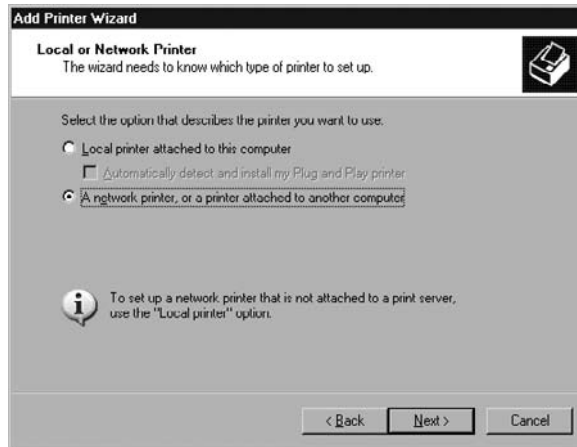 Add Printer Wizard
Local or Network Printer
The wizard needs to know which type of printer to set up.
Select the option that describes the printer you want to use:
Local printer attached to this computer
Automatically detect and install my Plug and Play printer
A network printer, or a printer attached to another computer
To set up a network printer that is not attached to a print server,
use the "Local printer" option.
< Back
Next >
Cancel